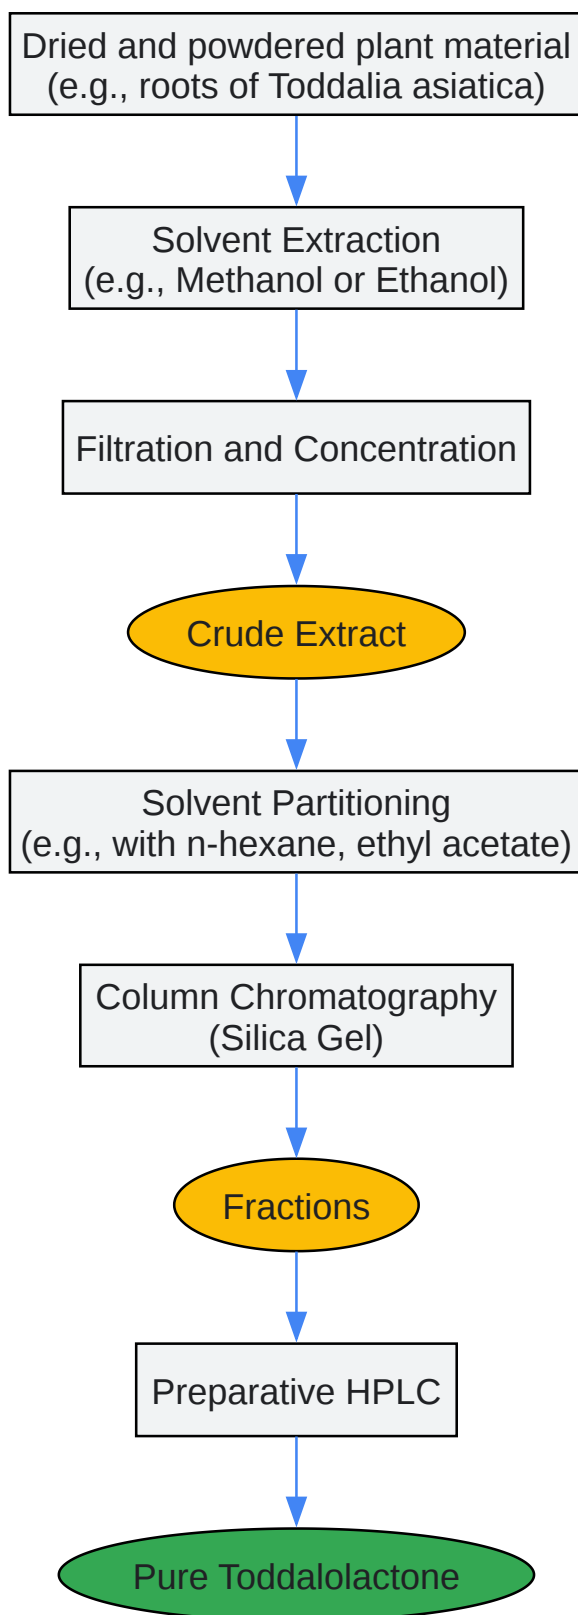 Dried and powdered plant material
(e.g., roots of Toddalia asiatica)
Solvent Extraction
(e.g., Methanol or Ethanol)
Filtration and Concentration
Crude Extract
Solvent Partitioning
(e.g., with n-hexane, ethyl acetate)
Column Chromatography
(Silica Gel)
Fractions
Preparative HPLC
Pure Toddalolactone